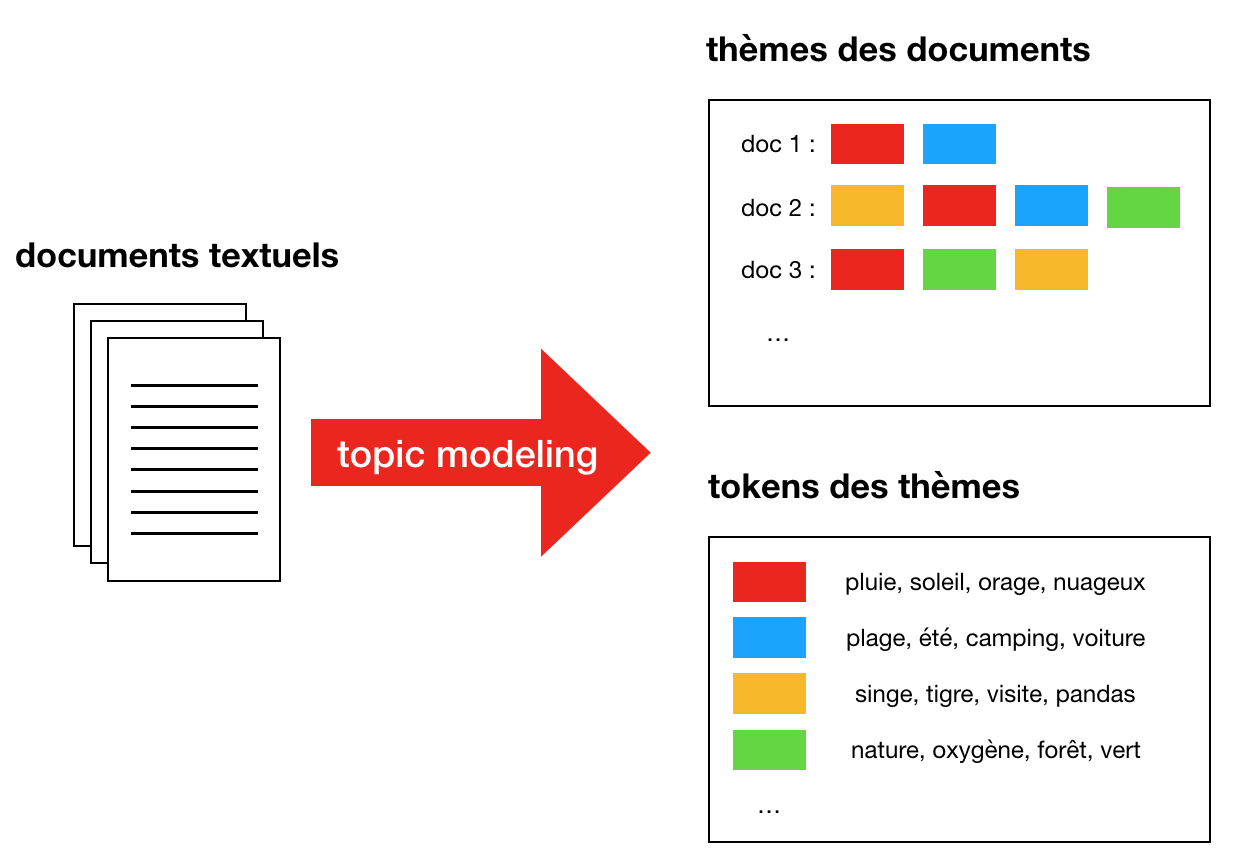 documents textuels
topic modeling
thèmes des documents
doc 1 :
doc 2 :
doc 3 :
...
tokens des thèmes
pluie, soleil, orage, nuageux
plage, été, camping, voiture
singe, tigre, visite, pandas
nature, oxygène, forêt, vert
...